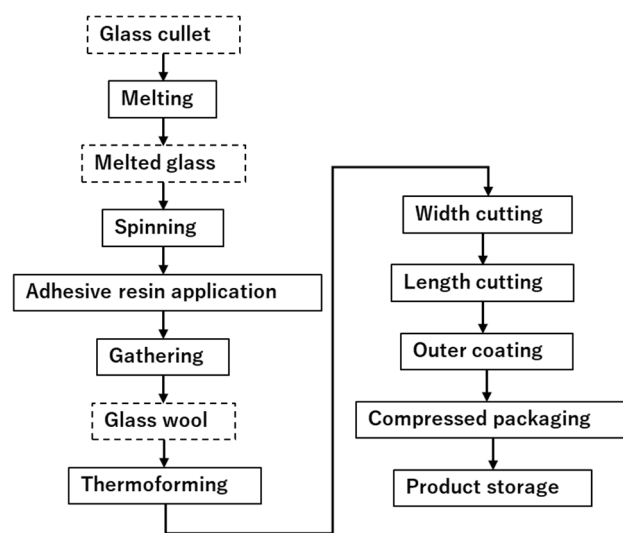 Glass cullet
Melting
Melted glass
Spinning
Adhesive resin application
Gathering
Glass wool
Thermoforming
Width cutting
Length cutting
Outer coating
Compressed packaging
Product storage